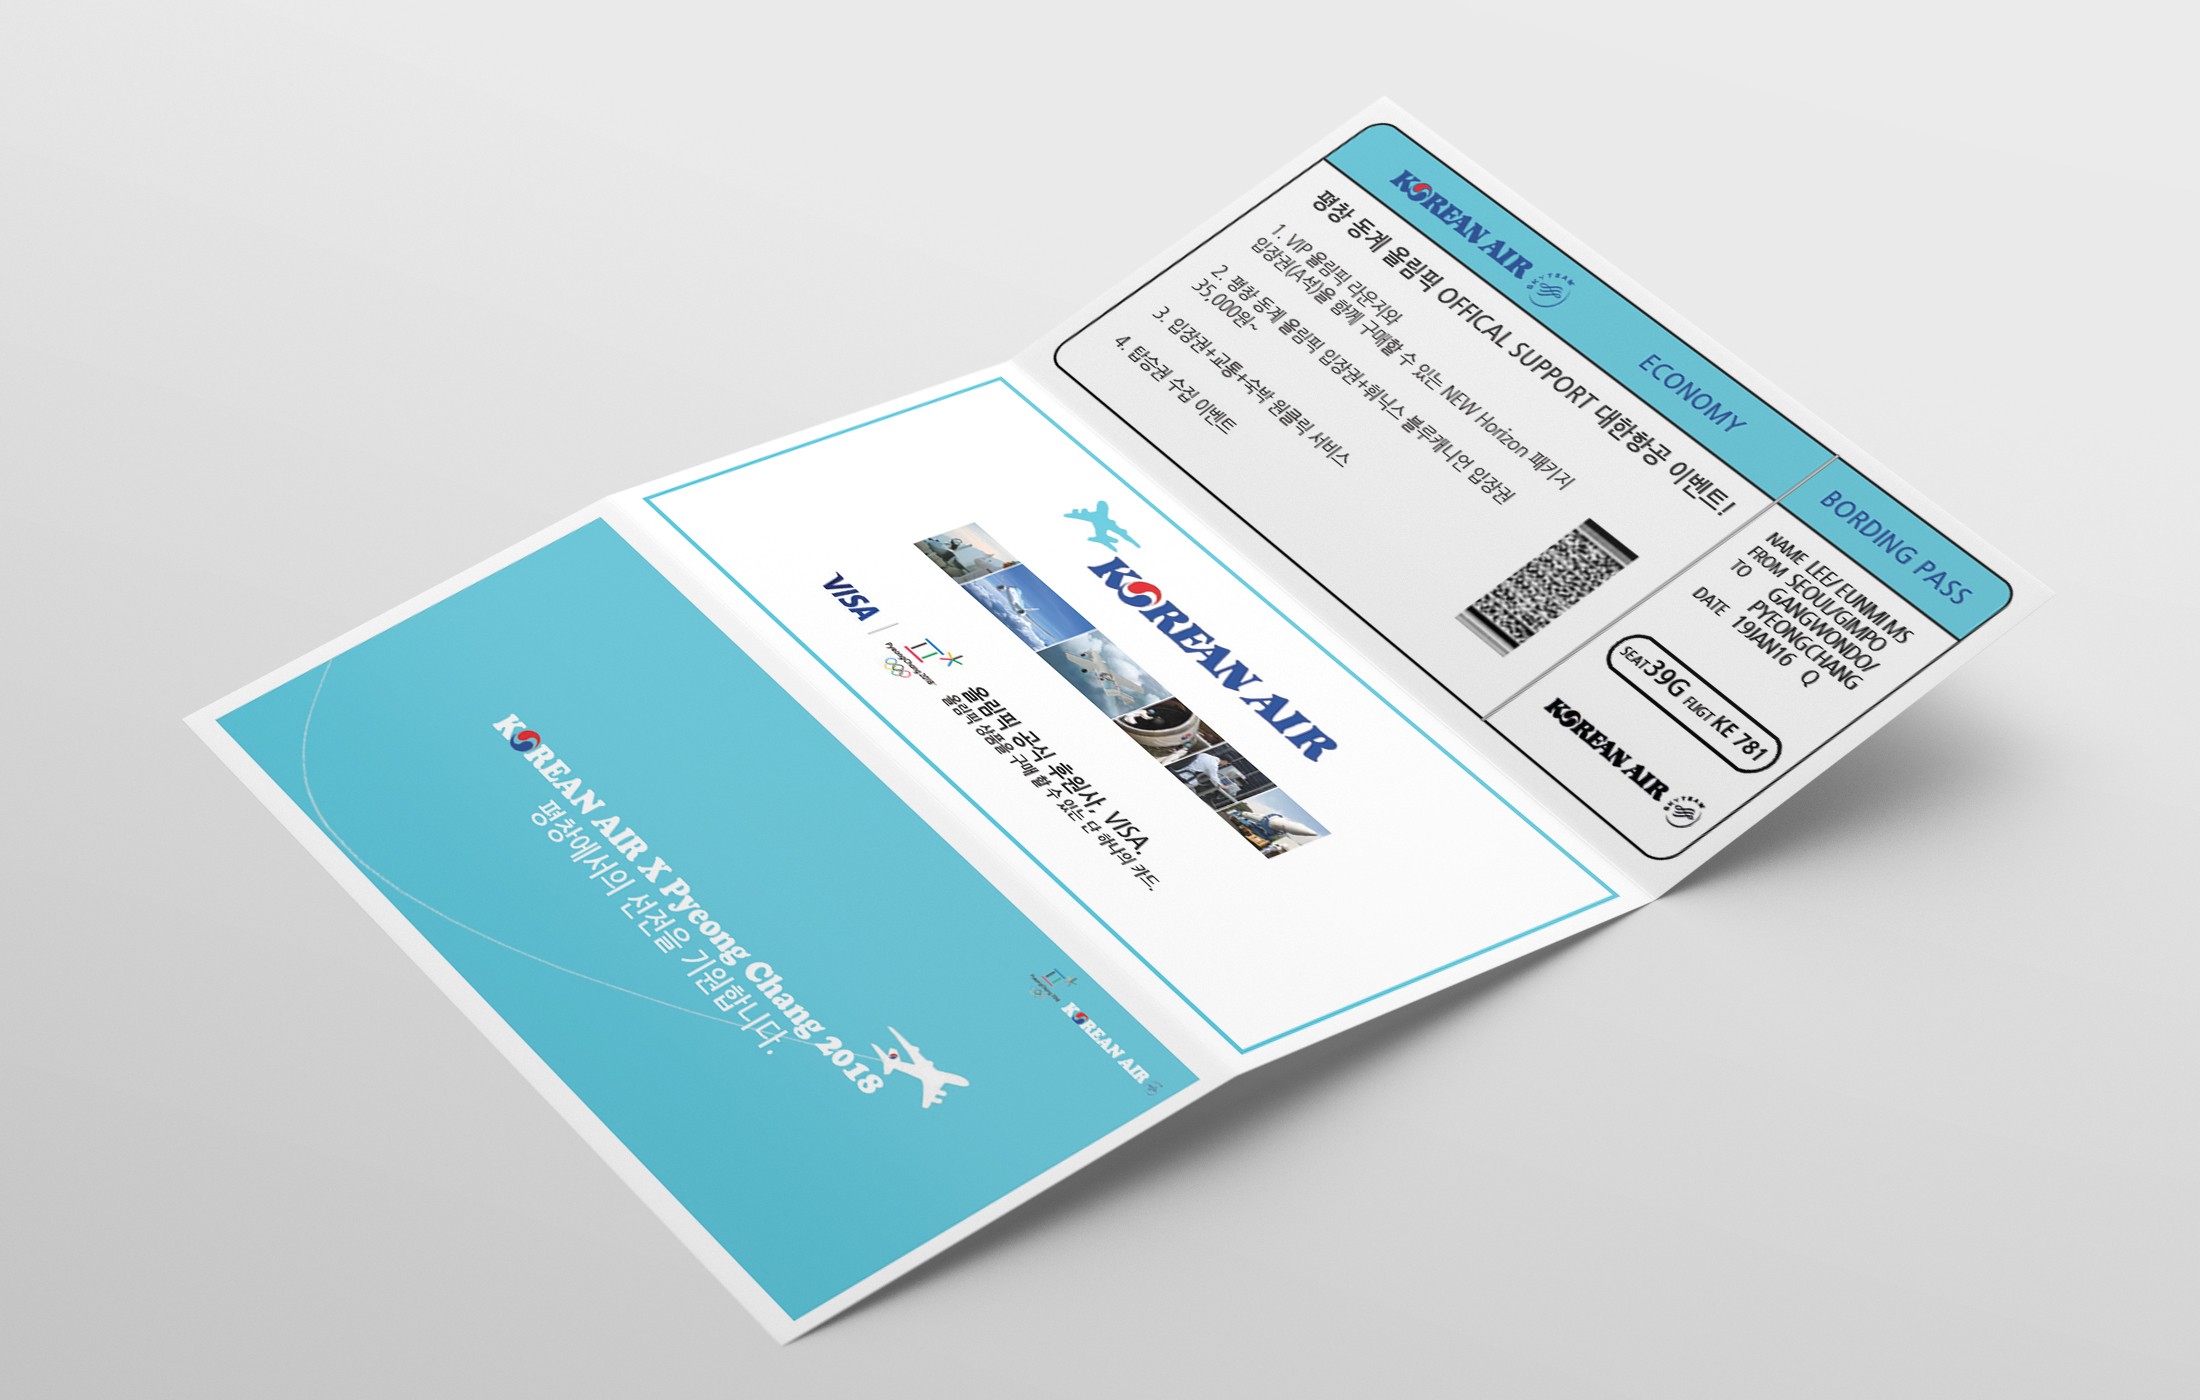 KOREAN AIR
SKYTEAM
ECONOMY
BORDING PASS
평창 동계 올림픽 OFFICAL SUPPORT 대한항공 이벤트!
1. VIP 올림픽 라운지와
입장권(A석)을 함께 구매할 수 있는 NEW Horizon 패키지
2. 평창 동계 올림픽 입장권+휘닉스 블루캐니언 입장권
35,000원~
3. 입장권+교통+숙박 원클릭 서비스
4. 탑승권 수집 이벤트
NAME LEE/ EUNMI MS
FROM SEOUL/GIMPO
TO GANGWONDO/
PYEONGCHANG
DATE 19JAN16 Q
SEAT 39G FLIGT KE 781
KOREAN AIR
SKYTEAM
KOREAN AIR
VISA
PyeongChang 2018
올림픽 공식 후원사, VISA.
올림픽 상품을 구매 할 수 있는 단 하나의 카드.
KOREAN AIR X Pyeong Chang 2018
평창에서의 선전을 기원합니다.
KOREAN AIR